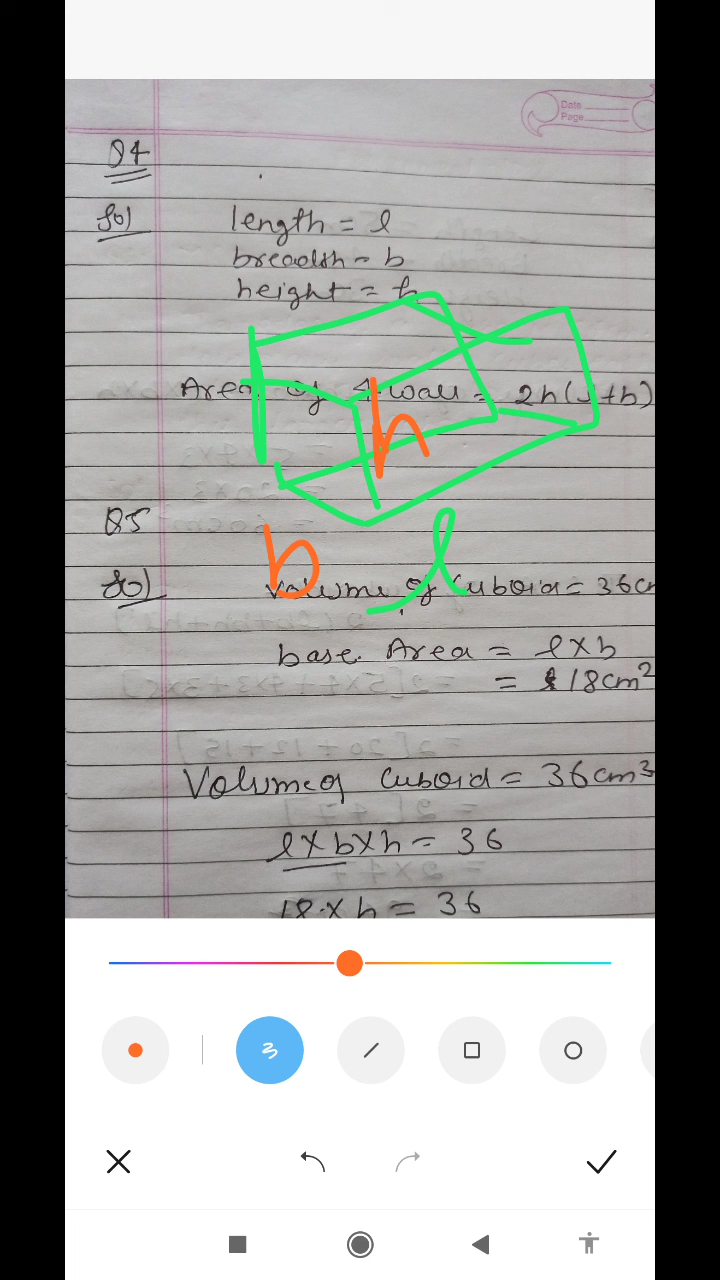 Date
Page
Q4
Sol
length = l
breadth = b
height = h
Area of 4 wall = 2h(l+b)
h
Q5
b l
Sol Volume of Cuboid = 36cm
base Area = l×b
= 18cm²
Volume of Cuboid = 36cm³
l×b×h = 36
18×h = 36